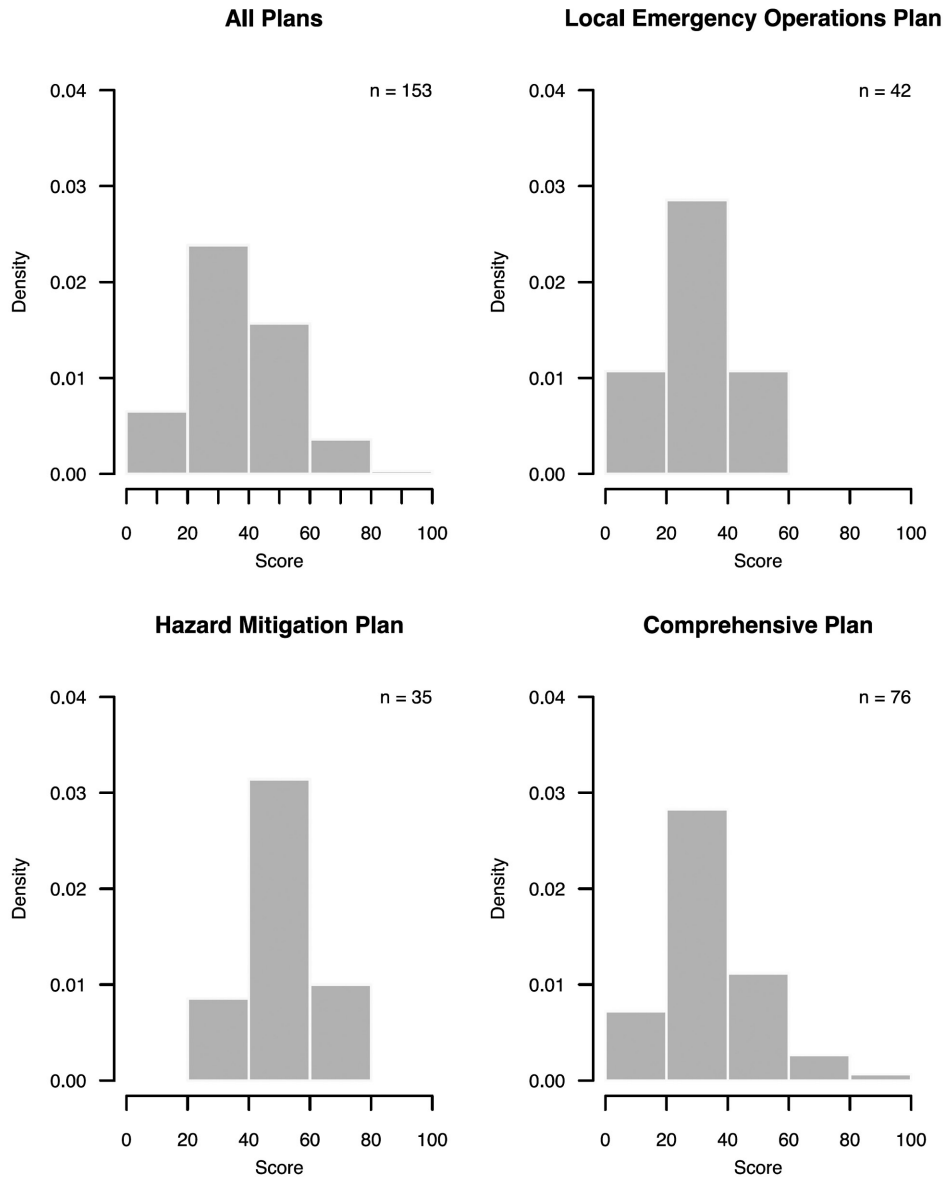 All Plans
n = 153
0.04
0.03
0.02
0.01
0.00
Density
0 20 40 60 80 100
Score
Local Emergency Operations Plan
n = 42
0.04
0.03
0.02
0.01
0.00
Density
0 20 40 60 80 100
Score
Hazard Mitigation Plan
n = 35
0.04
0.03
0.02
0.01
0.00
Density
0 20 40 60 80 100
Score
Comprehensive Plan
n = 76
0.04
0.03
0.02
0.01
0.00
Density
0 20 40 60 80 100
Score